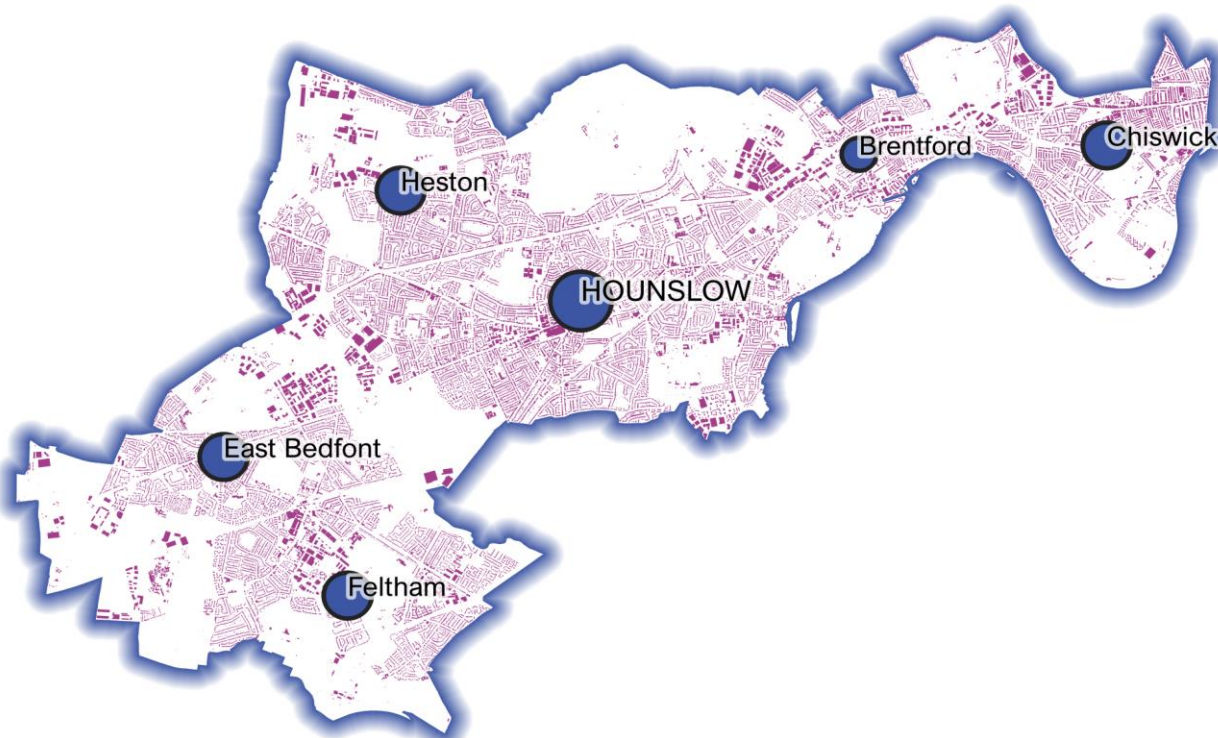 Brentford
Chiswick
Heston
HOUNSLOW
East Bedfont
Feltham